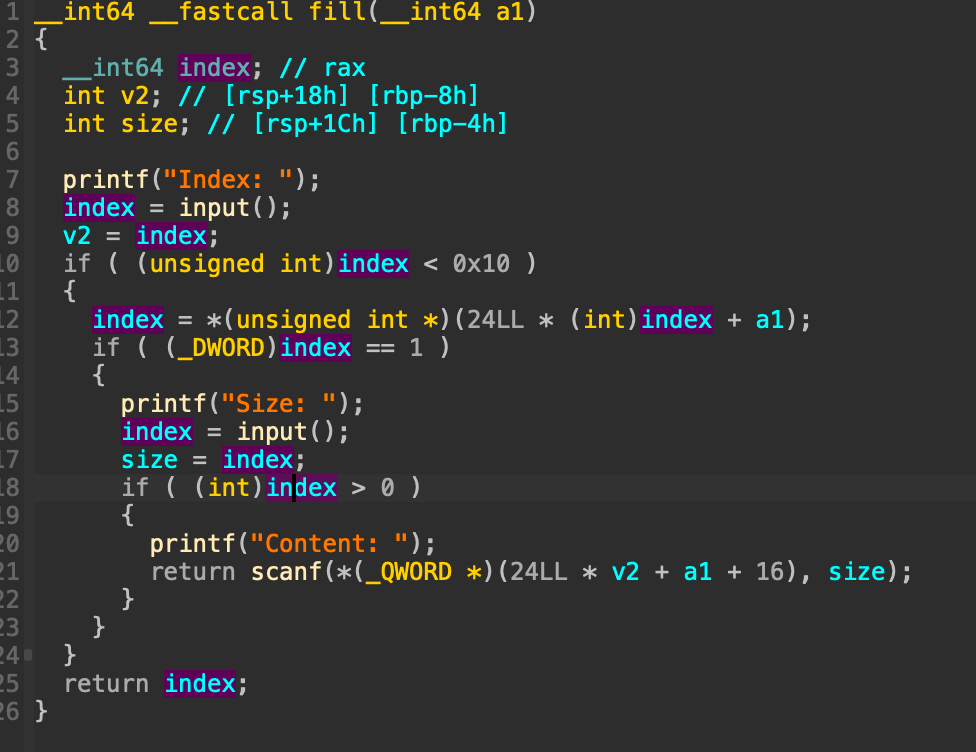 1 __int64 __fastcall fill(__int64 a1)
2 {
3   __int64 index; // rax
4   int v2; // [rsp+18h] [rbp-8h]
5   int size; // [rsp+1Ch] [rbp-4h]
6
7   printf("Index: ");
8   index = input();
9   v2 = index;
10   if ( (unsigned int)index < 0x10 )
11   {
12     index = *(unsigned int *)(24LL * (int)index + a1);
13     if ( (_DWORD)index == 1 )
14     {
15       printf("Size: ");
16       index = input();
17       size = index;
18       if ( (int)index > 0 )
19       {
20         printf("Content: ");
21         return scanf(*(_QWORD *)(24LL * v2 + a1 + 16), size);
22       }
23     }
24   }
25   return index;
26 }